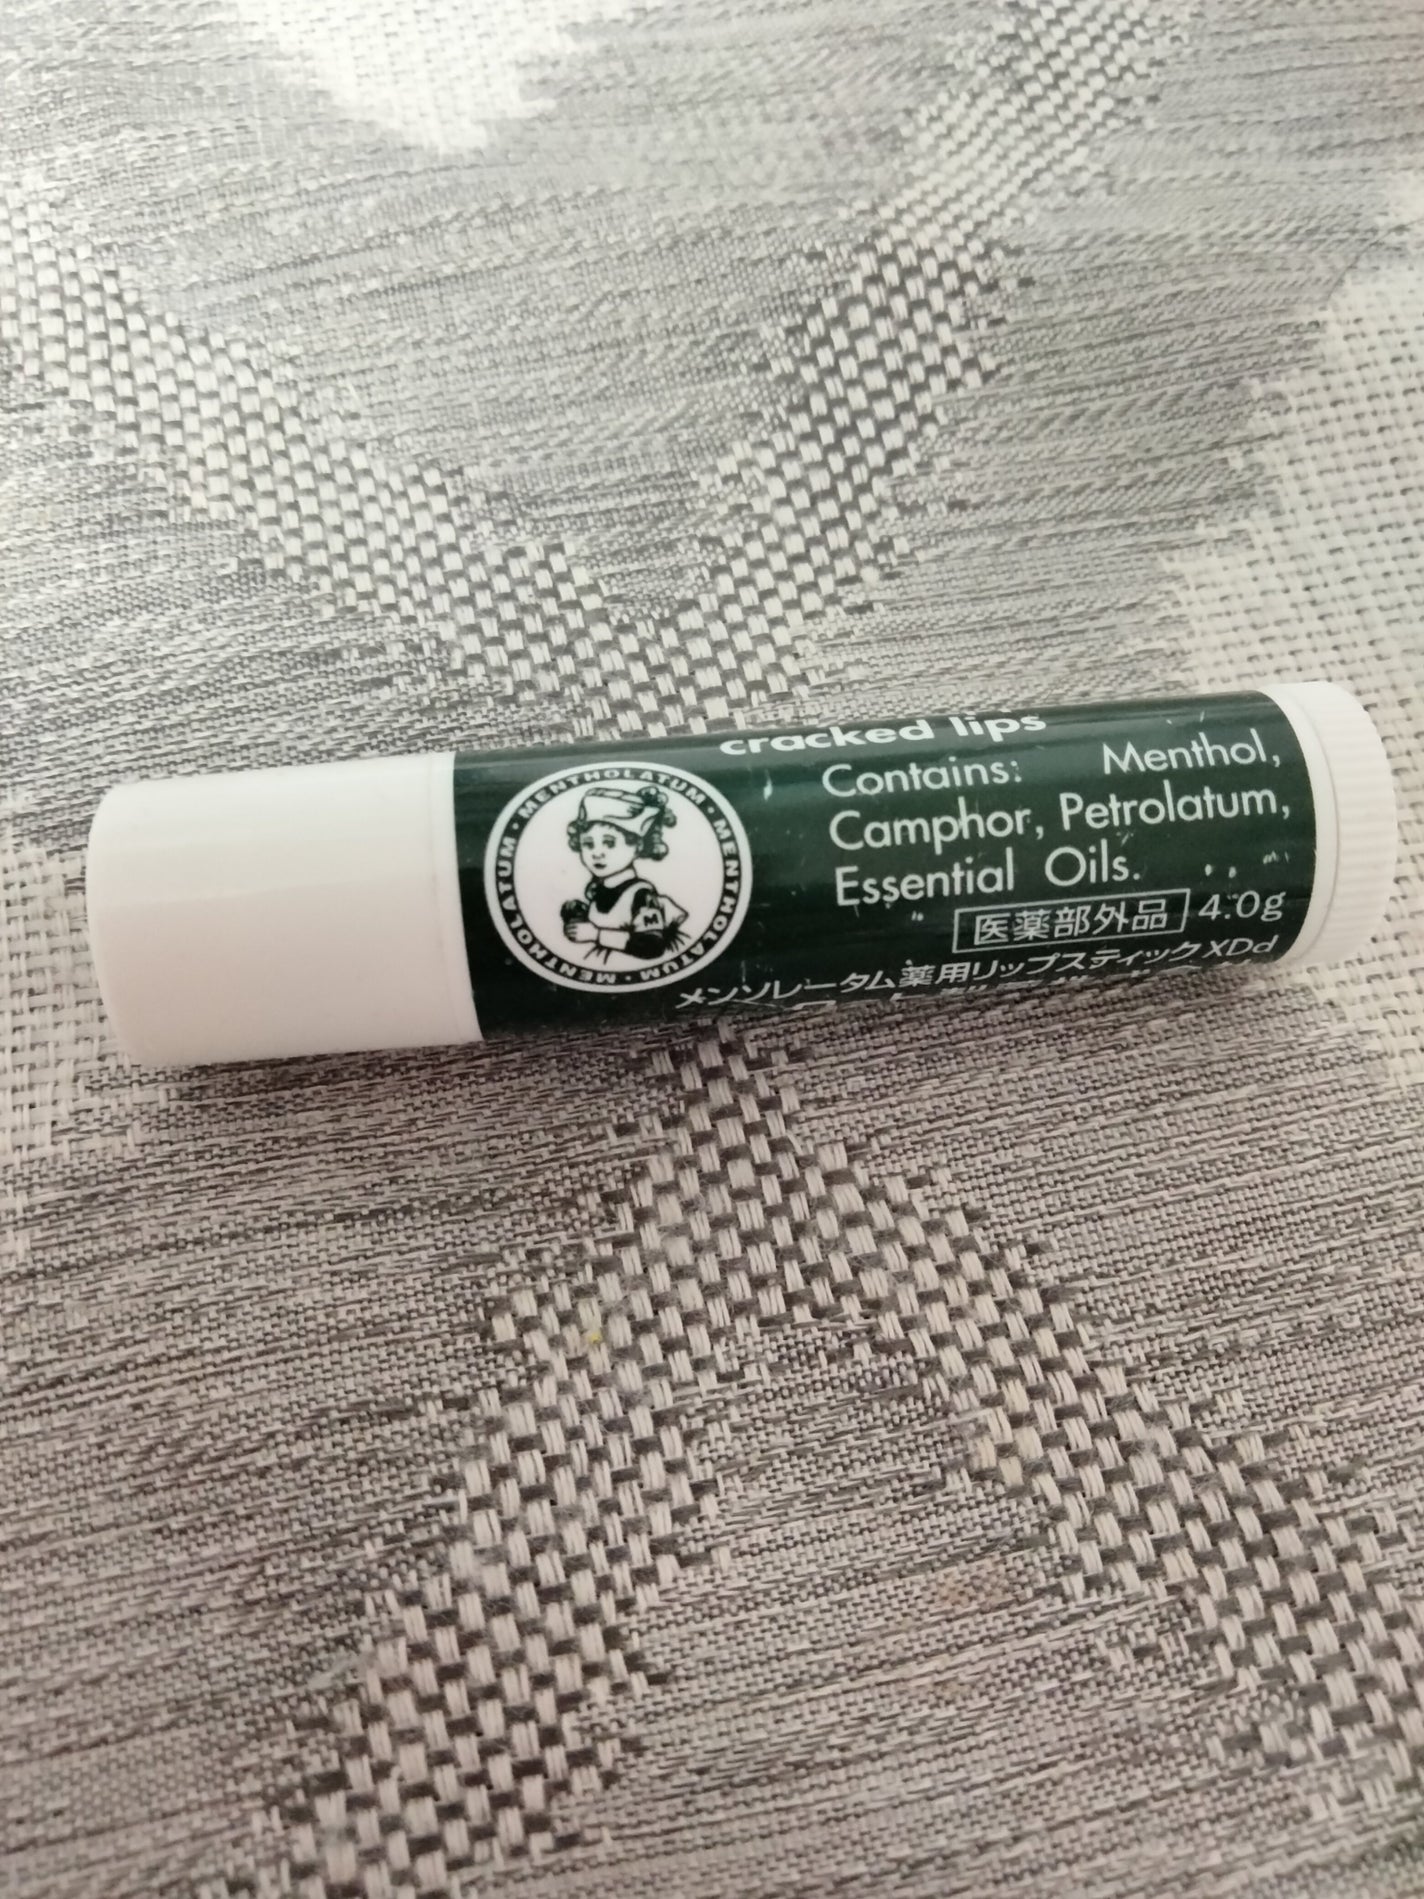 cracked lips
Contains: Menthol,
Camphor, Petrolatum,
Essential Oils.
医薬部外品 4.0g
メンソレータム薬用リップスティックXDd
MENTHOLATUM · MENTHOLATUM · MENTHOLATUM ·
M